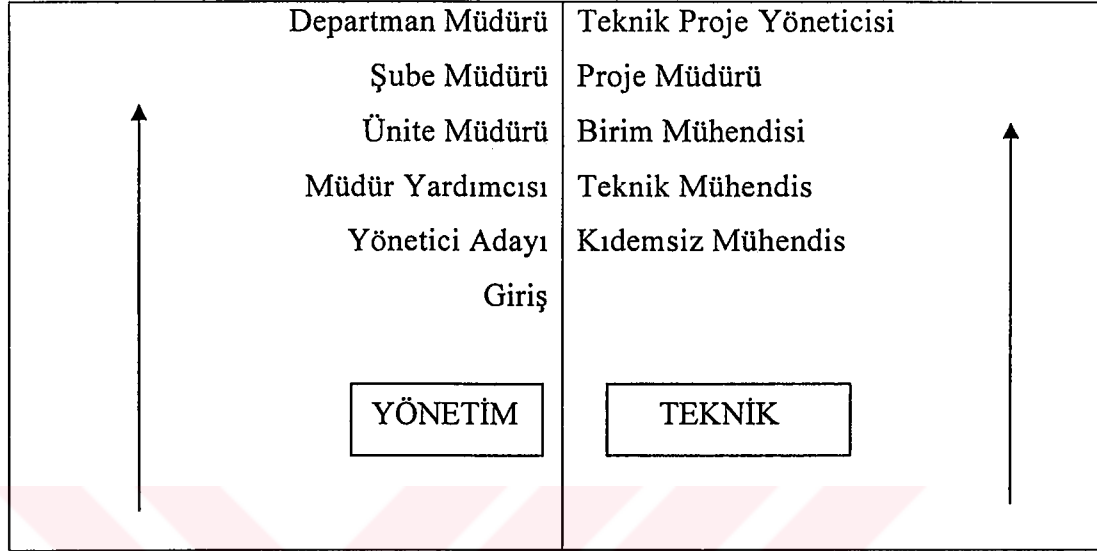 Departman Müdürü Teknik Proje Yöneticisi
Şube Müdürü Proje Müdürü
Ünite Müdürü Birim Mühendisi
Müdür Yardımcısı Teknik Mühendis
Yönetici Adayı Kıdemsiz Mühendis
Giriş
YÖNETİM TEKNİK